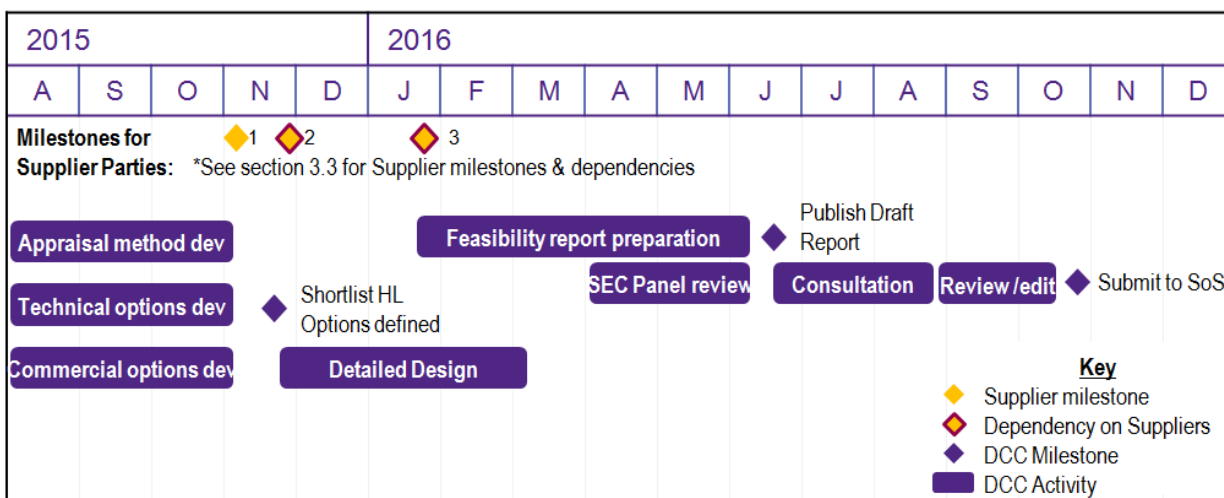 2015 2016
A S O N D J F M A M J J A S O N D
Milestones for
Supplier Parties: *See section 3.3 for Supplier milestones & dependencies
1 2 3
Appraisal method dev
Feasibility report preparation
Publish Draft
Report
Technical options dev
Shortlist HL
Options defined
SEC Panel review
Consultation
Review /edit
Submit to SoS
Commercial options dev
Detailed Design
Key
Supplier milestone
Dependency on Suppliers
DCC Milestone
DCC Activity